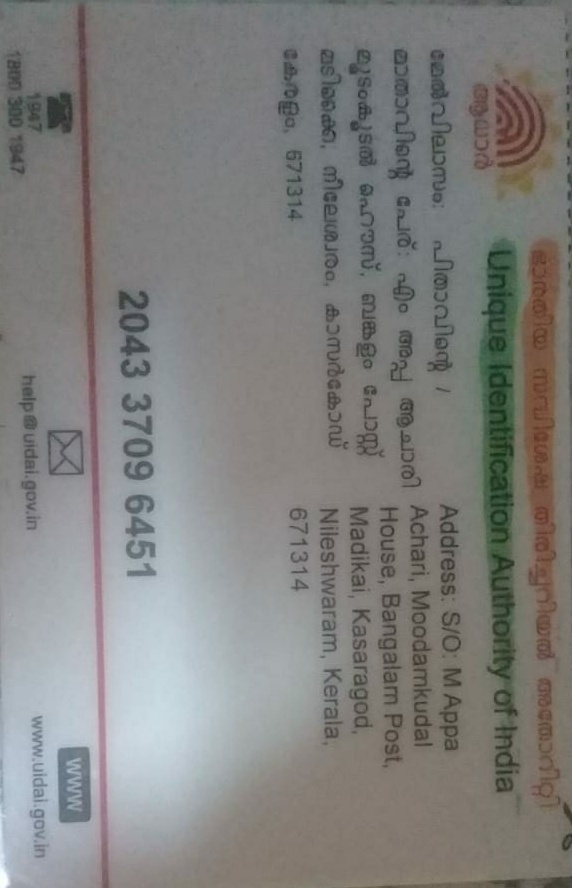 ഭാരതീയ സവിശേഷ തിരിച്ചറിയൽ അതോറിറ്റി
Unique Identification Authority of India
ആധാർ
മേൽവിലാസം: പിതാവിന്റെ /
മാതാവിന്റെ പേര്: എം അപ്പ ആചാരി
മൂടംകുടൽ ഹൌസ്, ബങ്കളം പോസ്റ്റ്
മടിക്കൈ, നീലേശ്വരം, കാസർകോഡ്
കേരളം, 671314
Address: S/O: M Appa
Achari, Moodamkudal
House, Bangalam Post,
Madikai, Kasaragod,
Nileshwaram, Kerala,
671314
2043 3709 6451
1947
1800 300 1947
help@uidai.gov.in
WWW
www.uidai.gov.in